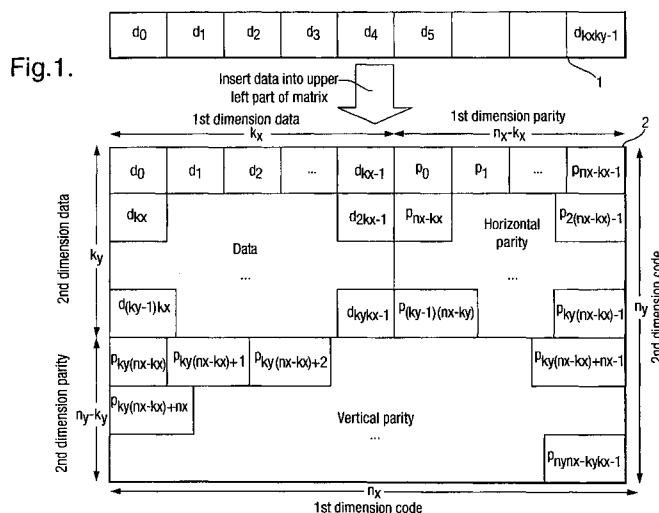 Fig.1.
d0 d1 d2 d3 d4 d5 dkxky-1
1
Insert data into upper
left part of matrix
1st dimension data
kx
1st dimension parity
nx-kx
2
d0 d1 d2 ... dkx-1 p0 p1 ... pnx-kx-1
dkx d2kx-1 pnx-kx Horizontal
parity p2(nx-kx)-1
Data
... ...
d(ky-1)kx dkykx-1 p(ky-1)(nx-ky) pky(nx-kx)-1
pky(nx-kx) pky(nx-kx)+1 pky(nx-kx)+2 pky(nx-kx)+nx-1
pky(nx-kx)+nx
Vertical parity
...
pnynx-kykx-1
2nd dimension data
ky
2nd dimension parity
ny-ky
ny
2nd dimension code
nx
1st dimension code